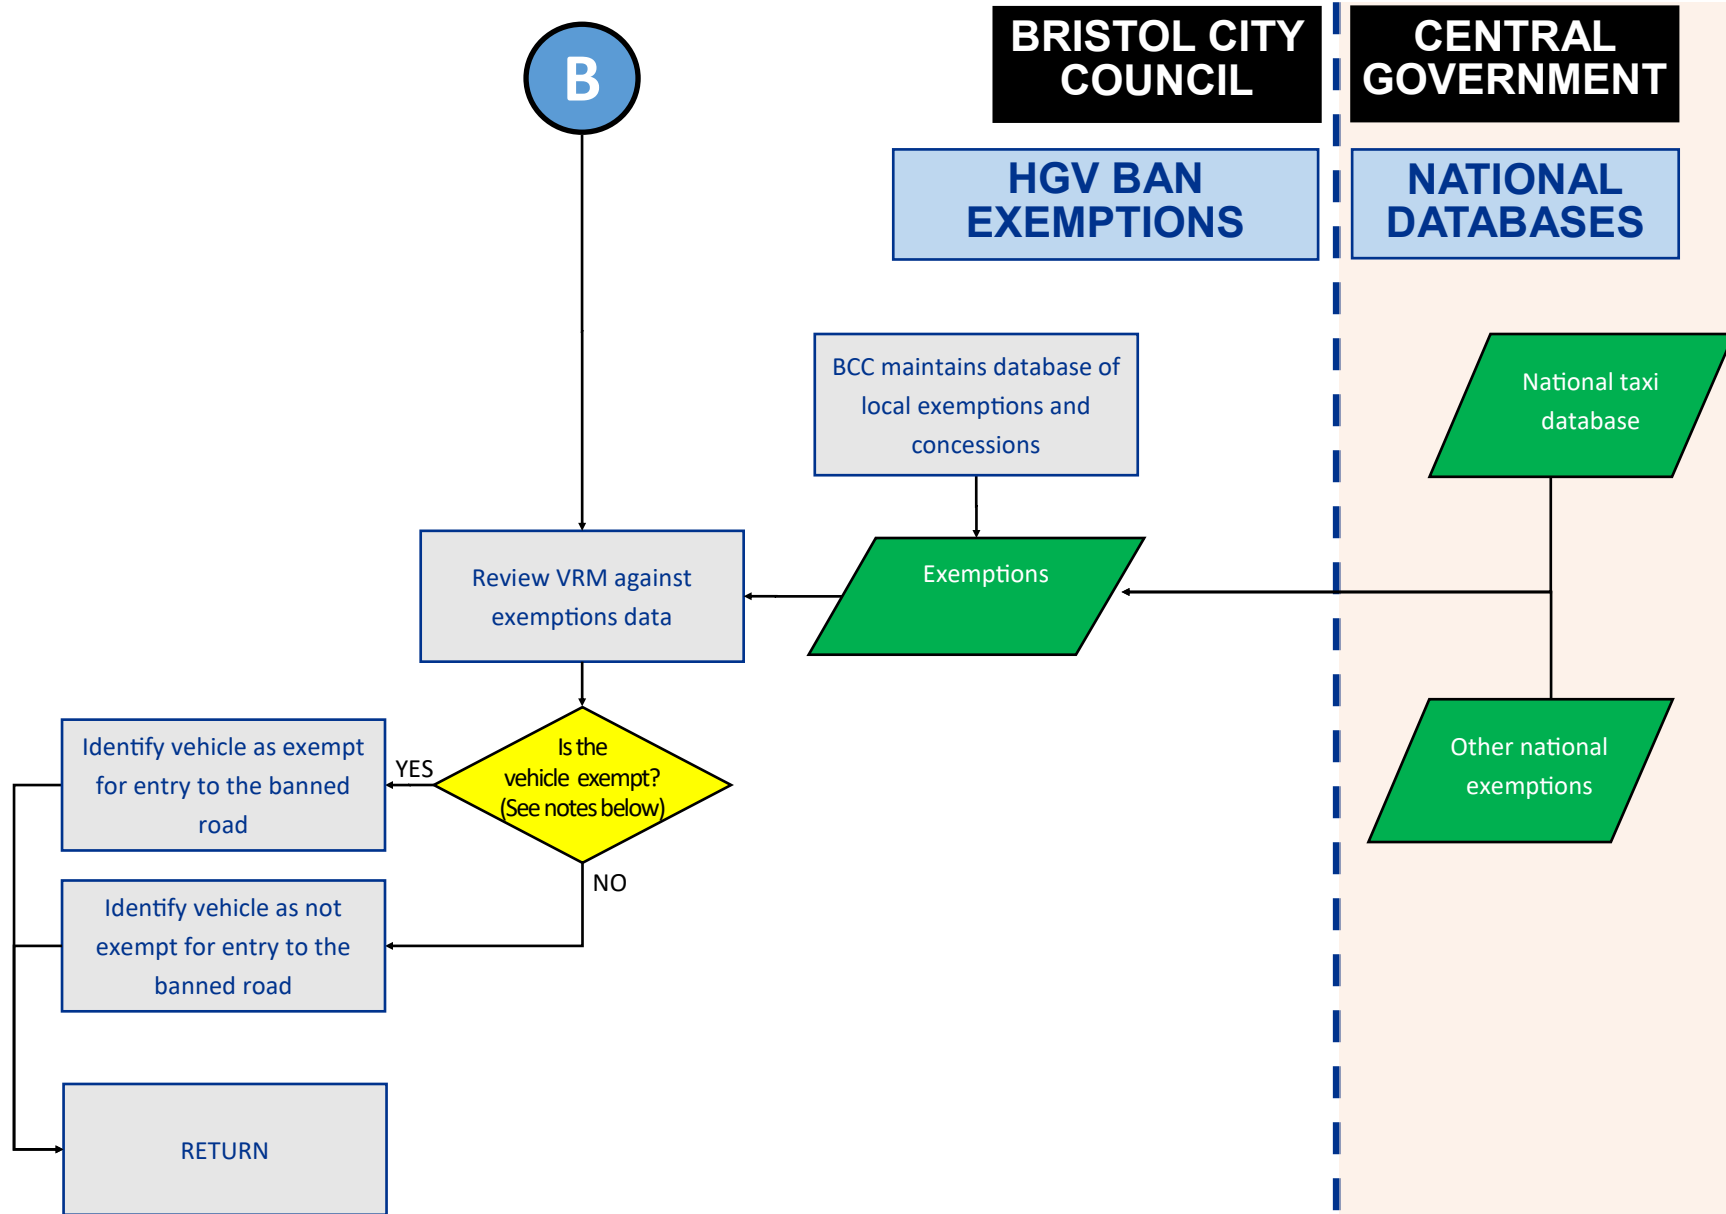 B
BRISTOL CITY
COUNCIL
CENTRAL
GOVERNMENT
HGV BAN
EXEMPTIONS
NATIONAL
DATABASES
BCC maintains database of
local exemptions and
concessions
National taxi
database
Review VRM against
exemptions data
Exemptions
Is the
vehicle exempt?
(See notes below)
YES
NO
Identify vehicle as exempt
for entry to the banned
road
Other national
exemptions
Identify vehicle as not
exempt for entry to the
banned road
RETURN